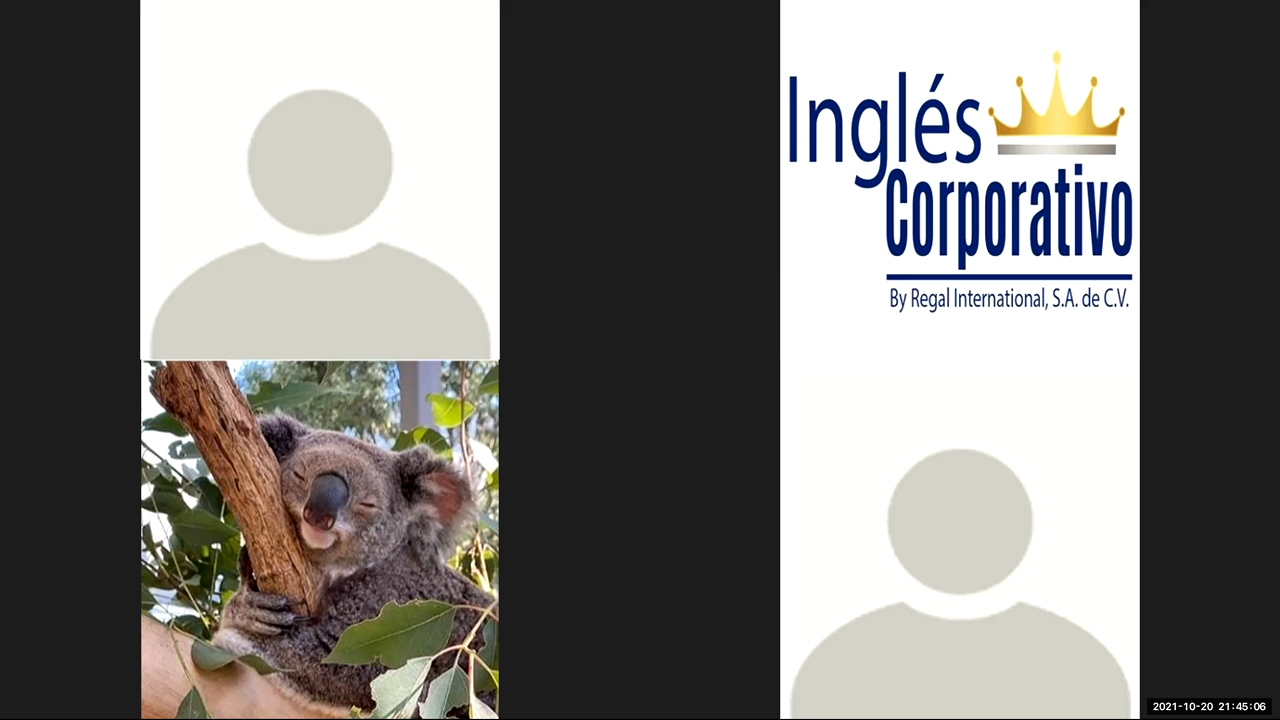 Inglés
Corporativo
By Regal International, S.A. de C.V.
2021-10-20 21:45:06